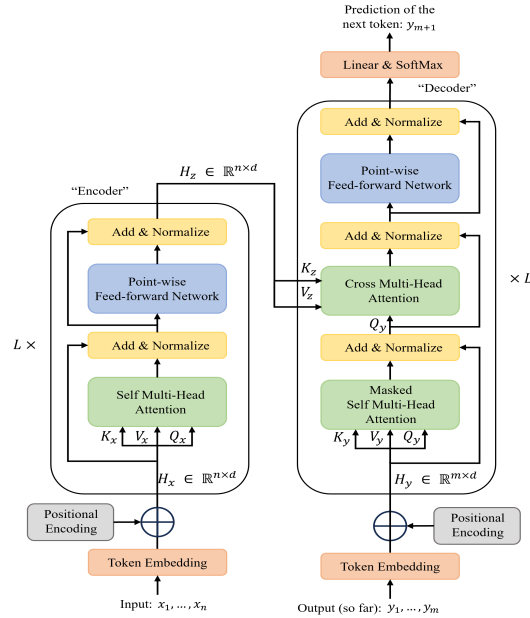 Prediction of the
next token: y_{m+1}
Linear & SoftMax
“Decoder”
Add & Normalize
Point-wise
Feed-forward Network
Add & Normalize
K_z
V_z
Cross Multi-Head
Attention
Q_y
Add & Normalize
Masked
Self Multi-Head
Attention
K_y V_y Q_y
H_y ∈ ℝ^{m×d}
Positional
Encoding
Token Embedding
Output (so far): y_1, …, y_m
× L
H_z ∈ ℝ^{n×d}
“Encoder”
Add & Normalize
Point-wise
Feed-forward Network
L ×
Add & Normalize
Self Multi-Head
Attention
K_x V_x Q_x
H_x ∈ ℝ^{n×d}
Positional
Encoding
Token Embedding
Input: x_1, …, x_n